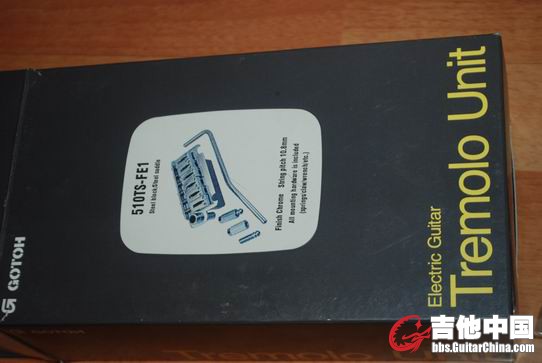 GOTOH
510TS-FE1
Steel block/Steel saddle
Finish Chrome String pitch 10.8mm
All mounting hardware is included
(springs/claw/wrench/etc.)
Electric Guitar
Tremolo Unit
GOTOH
吉他中国
bbs.GuitarChina.com